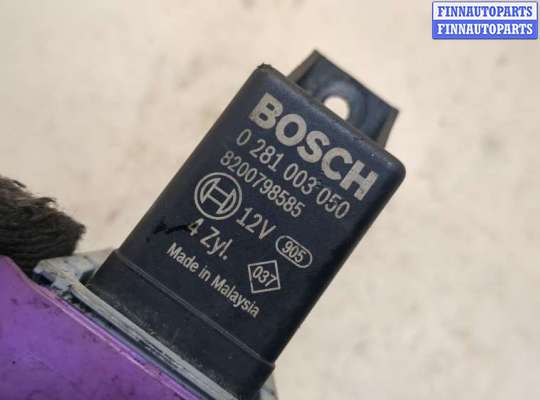 FINNAUTOPARTS
FINNAUTOPARTS
BOSCH
0 281 003 050
8200798585
12V 905
4 Zyl.
037
Made in Malaysia